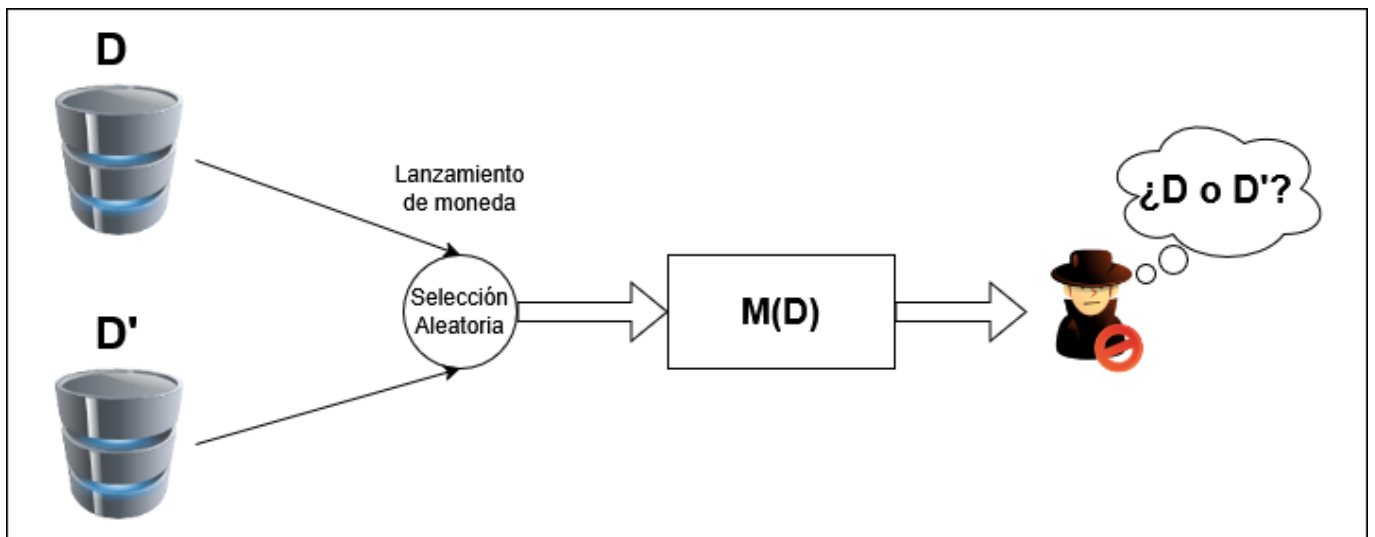 D
Lanzamiento
de moneda
¿D o D'?
Selección
Aleatoria
M(D)
D'